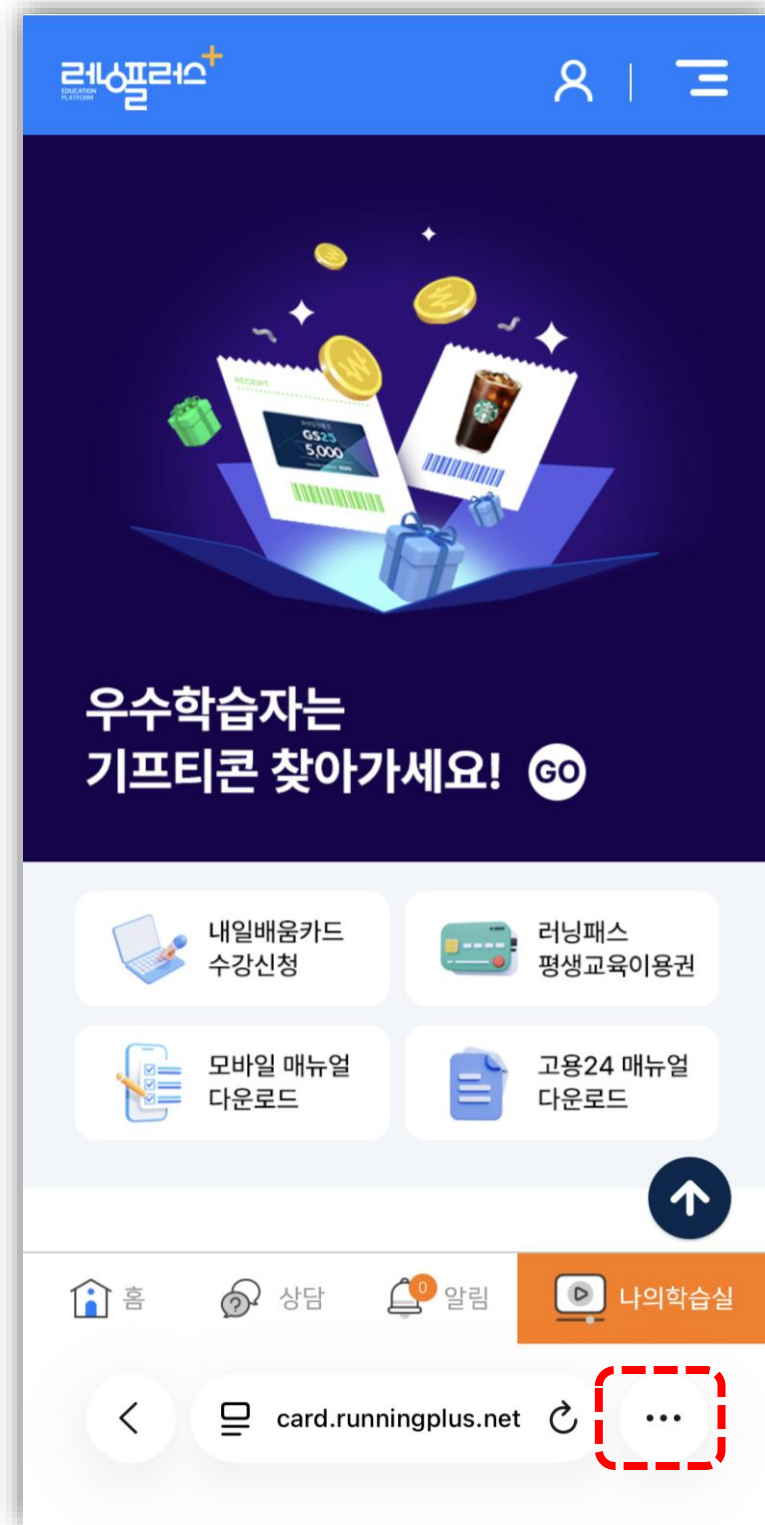 러닝플러스+
EDUCATION
PLATFORM
RECEIPT
GS25
5,000
우수학습자는
기프티콘 찾아가세요! GO
내일배움카드
수강신청
러닝패스
평생교육이용권
모바일 매뉴얼
다운로드
고용24 매뉴얼
다운로드
홈
상담
0
알림
나의학습실
card.runningplus.net